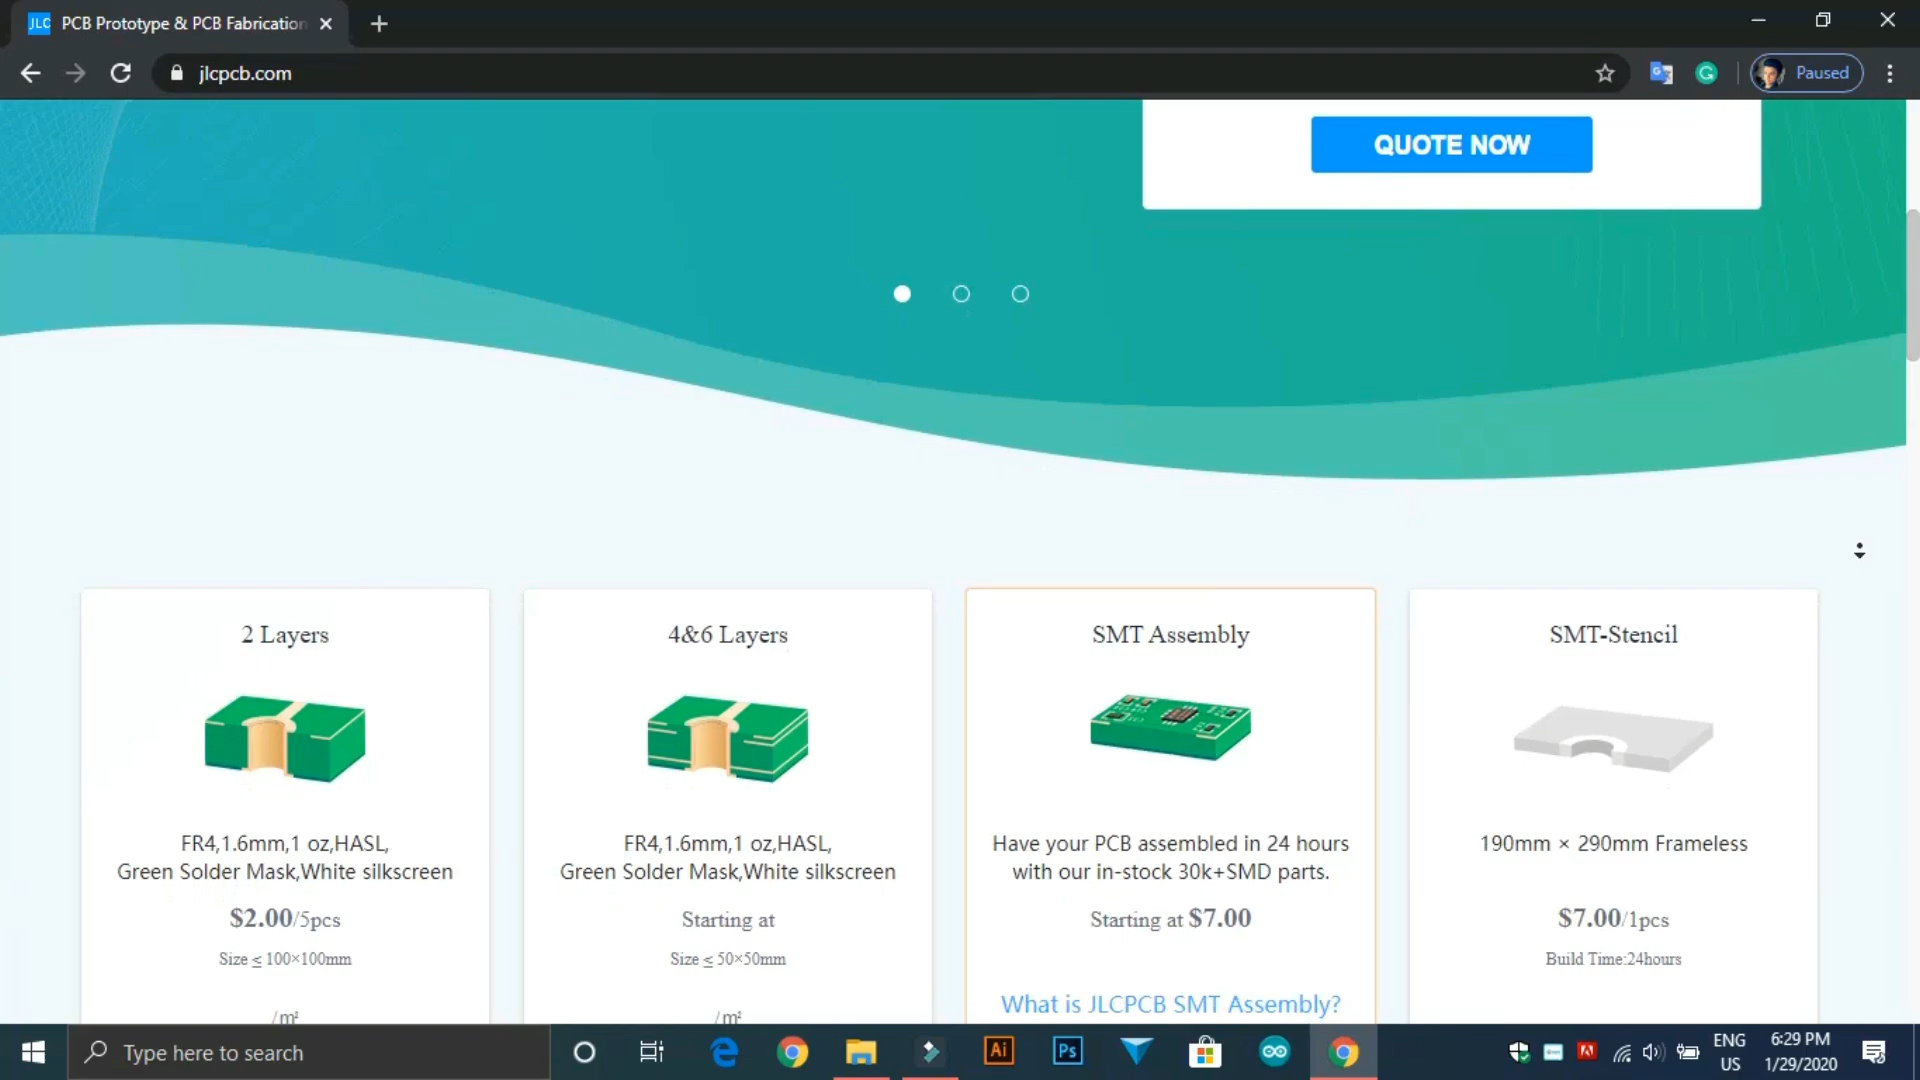 JLC PCB Prototype & PCB Fabrication
jlcpcb.com
Paused
QUOTE NOW
2 Layers
FR4,1.6mm,1 oz,HASL,
Green Solder Mask,White silkscreen
$2.00/5pcs
Size ≤ 100×100mm
/m²
4&6 Layers
FR4,1.6mm,1 oz,HASL,
Green Solder Mask,White silkscreen
Starting at
Size ≤ 50×50mm
/m²
SMT Assembly
Have your PCB assembled in 24 hours
with our in-stock 30k+SMD parts.
Starting at $7.00
What is JLCPCB SMT Assembly?
SMT-Stencil
190mm × 290mm Frameless
$7.00/1pcs
Build Time:24hours
Type here to search
Ai
Ps
ENG
US
6:29 PM
1/29/2020